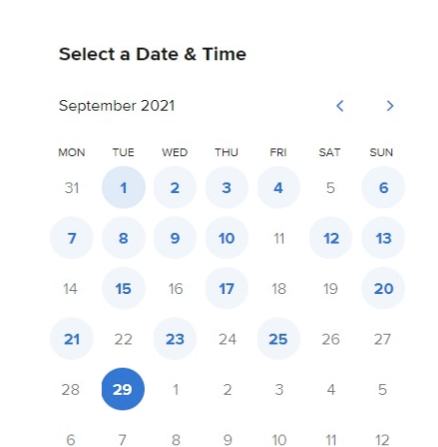 Select a Date & Time
September 2021
MON TUE WED THU FRI SAT SUN
31 1 2 3 4 5 6
7 8 9 10 11 12 13
14 15 16 17 18 19 20
21 22 23 24 25 26 27
28 29 1 2 3 4 5
6 7 8 9 10 11 12